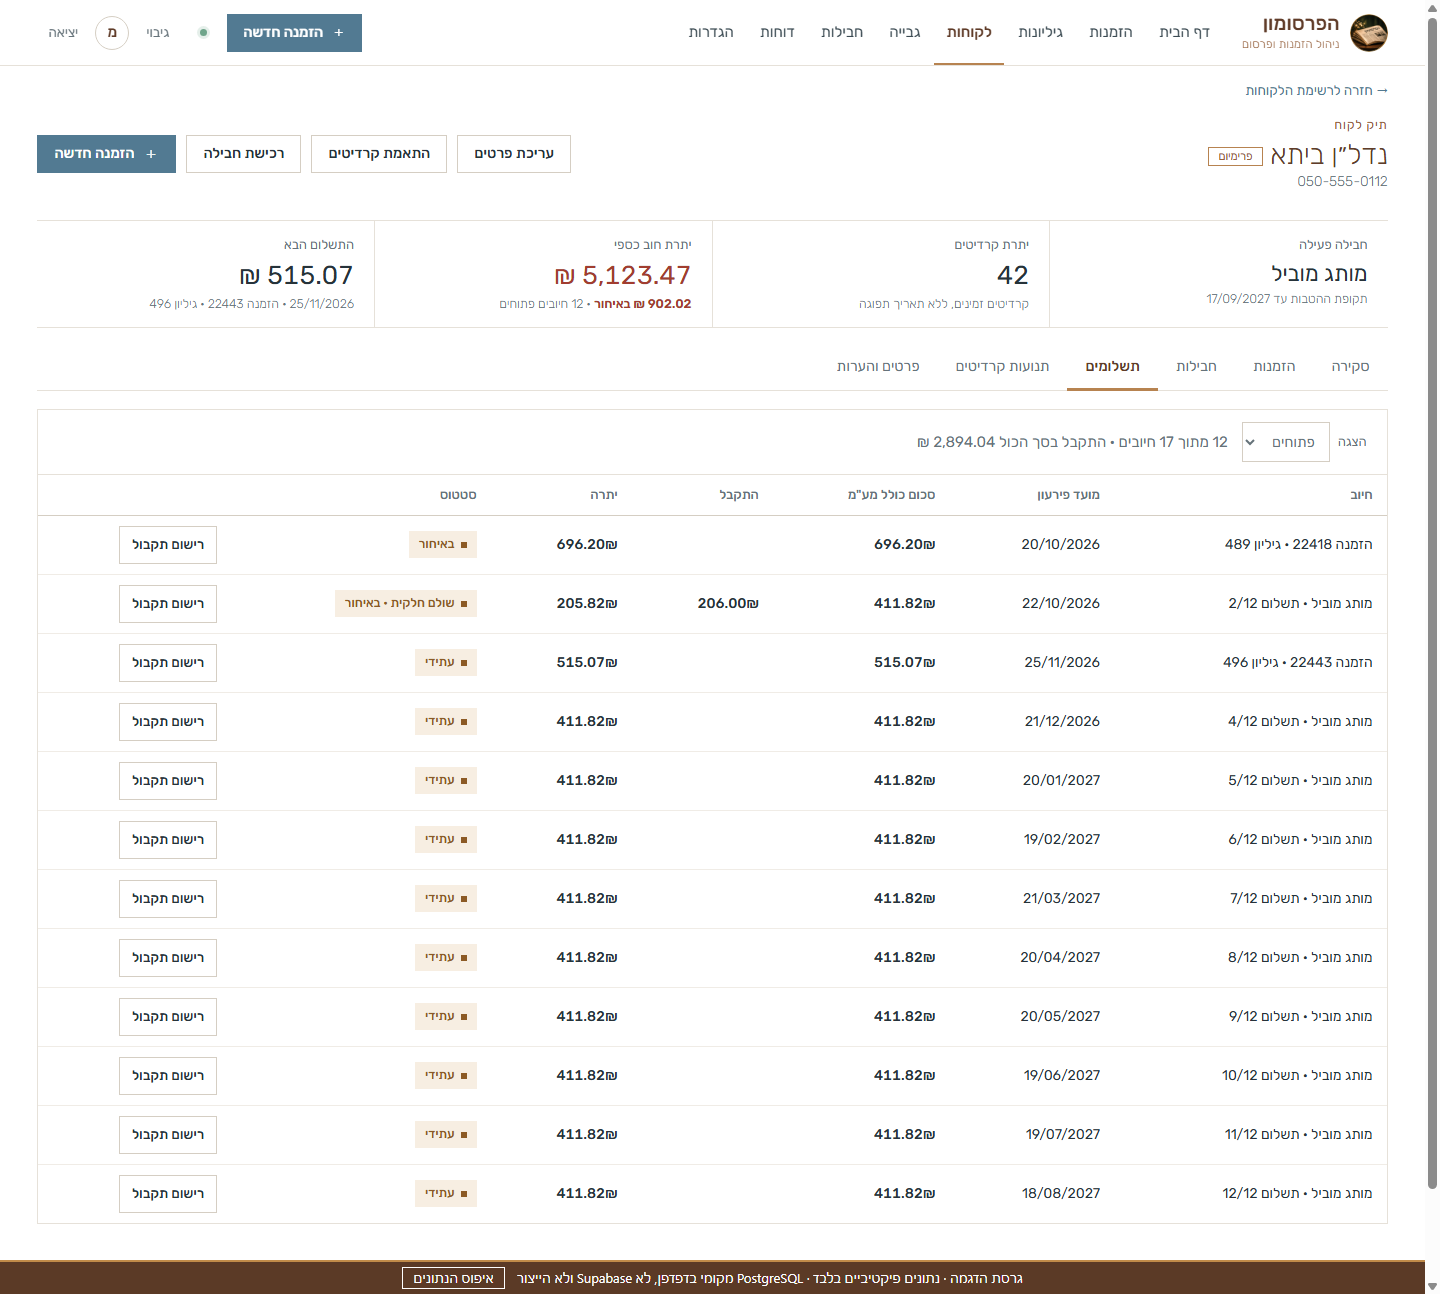 הפרסומון
ניהול הזמנות ופרסום
דף הבית
הזמנות
גיליונות
לקוחות
גבייה
חבילות
דוחות
הגדרות
+ הזמנה חדשה
גיבוי
מ
יציאה
→ חזרה לרשימת הלקוחות
תיק לקוח
נדל״ן ביתא פרימיום
050-555-0112
עריכת פרטים
התאמת קרדיטים
רכישת חבילה
+ הזמנה חדשה
חבילה פעילה
מותג מוביל
תקופת ההטבות עד 17/09/2027
יתרת קרדיטים
42
קרדיטים זמינים, ללא תאריך תפוגה
יתרת חוב כספי
5,123.47 ₪
902.02 ₪ באיחור • 12 חיובים פתוחים
התשלום הבא
515.07 ₪
25/11/2026 • הזמנה 22443 • גיליון 496
סקירה
הזמנות
חבילות
תשלומים
תנועות קרדיטים
פרטים והערות
הצגה פתוחים 12 מתוך 17 חיובים • התקבל בסך הכול 2,894.04 ₪
חיוב מועד פירעון סכום כולל מע"מ התקבל יתרה סטטוס
הזמנה 22418 • גיליון 489 20/10/2026 ₪696.20 ₪696.20 באיחור רישום תקבול
מותג מוביל • תשלום 2/12 22/10/2026 ₪411.82 ₪206.00 ₪205.82 שולם חלקית • באיחור רישום תקבול
הזמנה 22443 • גיליון 496 25/11/2026 ₪515.07 ₪515.07 עתידי רישום תקבול
מותג מוביל • תשלום 4/12 21/12/2026 ₪411.82 ₪411.82 עתידי רישום תקבול
מותג מוביל • תשלום 5/12 20/01/2027 ₪411.82 ₪411.82 עתידי רישום תקבול
מותג מוביל • תשלום 6/12 19/02/2027 ₪411.82 ₪411.82 עתידי רישום תקבול
מותג מוביל • תשלום 7/12 21/03/2027 ₪411.82 ₪411.82 עתידי רישום תקבול
מותג מוביל • תשלום 8/12 20/04/2027 ₪411.82 ₪411.82 עתידי רישום תקבול
מותג מוביל • תשלום 9/12 20/05/2027 ₪411.82 ₪411.82 עתידי רישום תקבול
מותג מוביל • תשלום 10/12 19/06/2027 ₪411.82 ₪411.82 עתידי רישום תקבול
מותג מוביל • תשלום 11/12 19/07/2027 ₪411.82 ₪411.82 עתידי רישום תקבול
מותג מוביל • תשלום 12/12 18/08/2027 ₪411.82 ₪411.82 עתידי רישום תקבול
גרסת הדגמה · נתונים פיקטיביים בלבד · PostgreSQL מקומי בדפדפן, לא Supabase ולא הייצור איפוס הנתונים